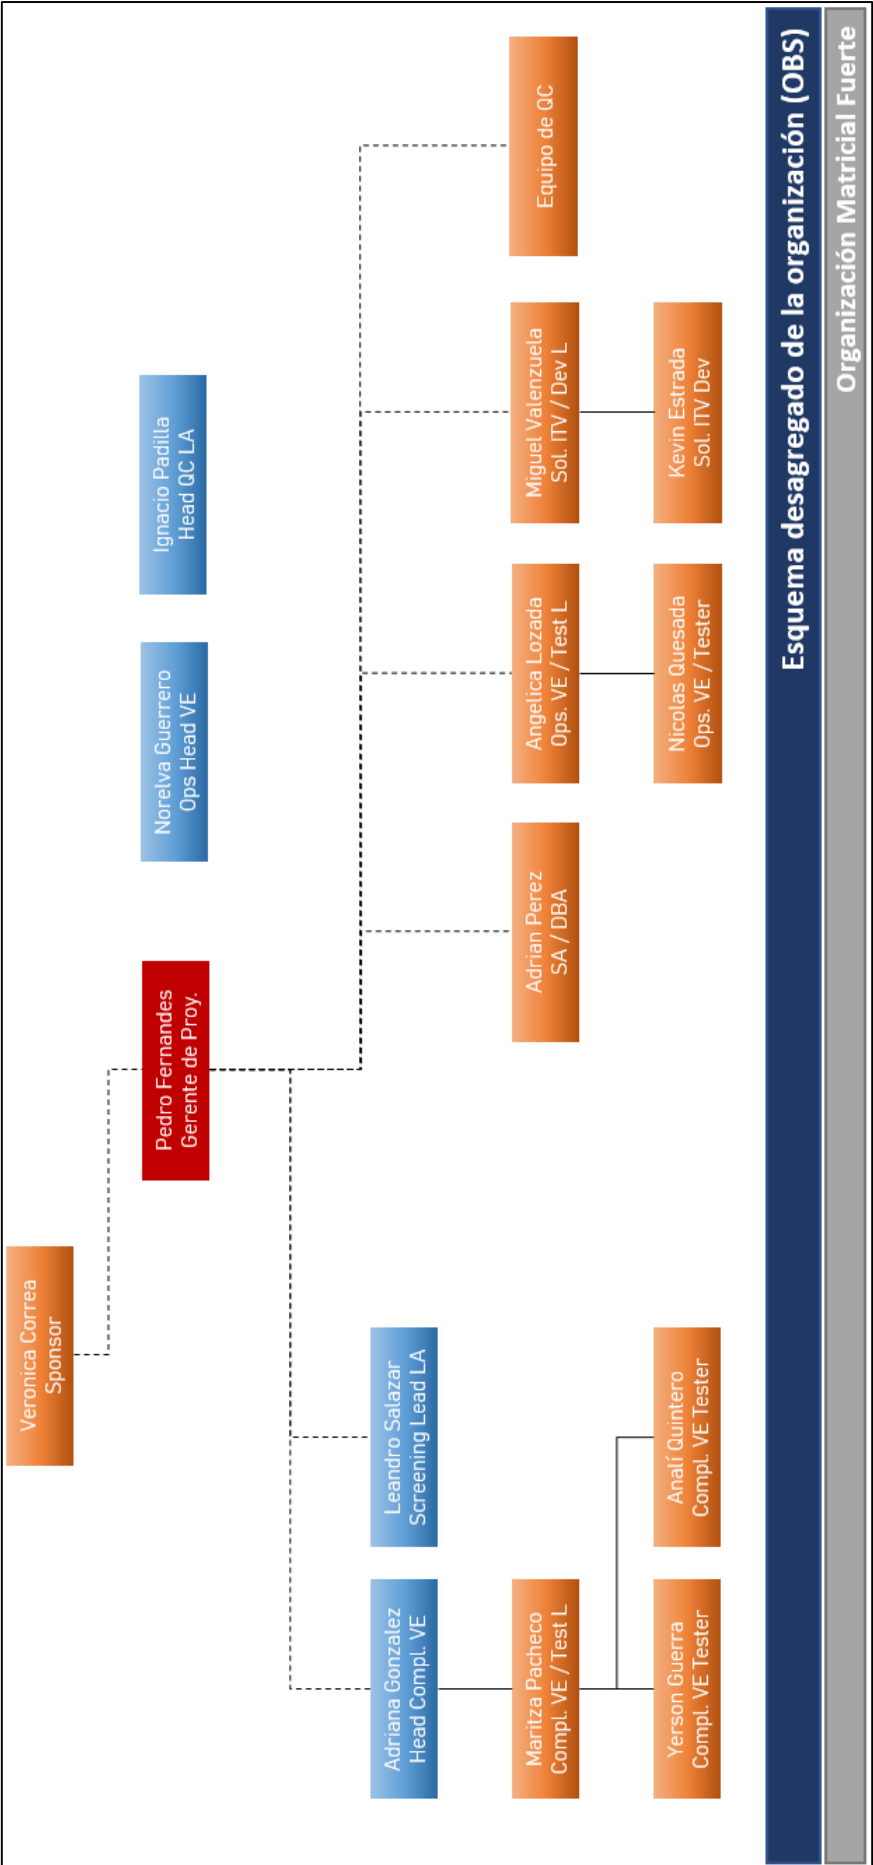 Veronica Correa
Sponsor
Pedro Fernandes
Gerente de Proy.
Norelva Guerrero
Ops Head VE
Ignacio Padilla
Head QC LA
Adriana Gonzalez
Head Compl. VE
Leandro Salazar
Screening Lead LA
Maritza Pacheco
Compl. VE / Test L
Adrian Perez
SA / DBA
Angelica Lozada
Ops. VE / Test L
Miguel Valenzuela
Sol. ITV / Dev L
Equipo de QC
Yerson Guerra
Compl. VE Tester
Analí Quintero
Compl. VE Tester
Nicolas Quesada
Ops. VE / Tester
Kevin Estrada
Sol. ITV Dev
Esquema desagregado de la organización (OBS)
Organización Matricial Fuerte